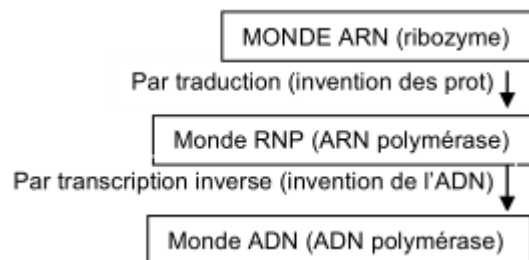 MONDE ARN (ribozyme)
Par traduction (invention des prot)
Monde RNP (ARN polymérase)
Par transcription inverse (invention de l'ADN)
Monde ADN (ADN polymérase)